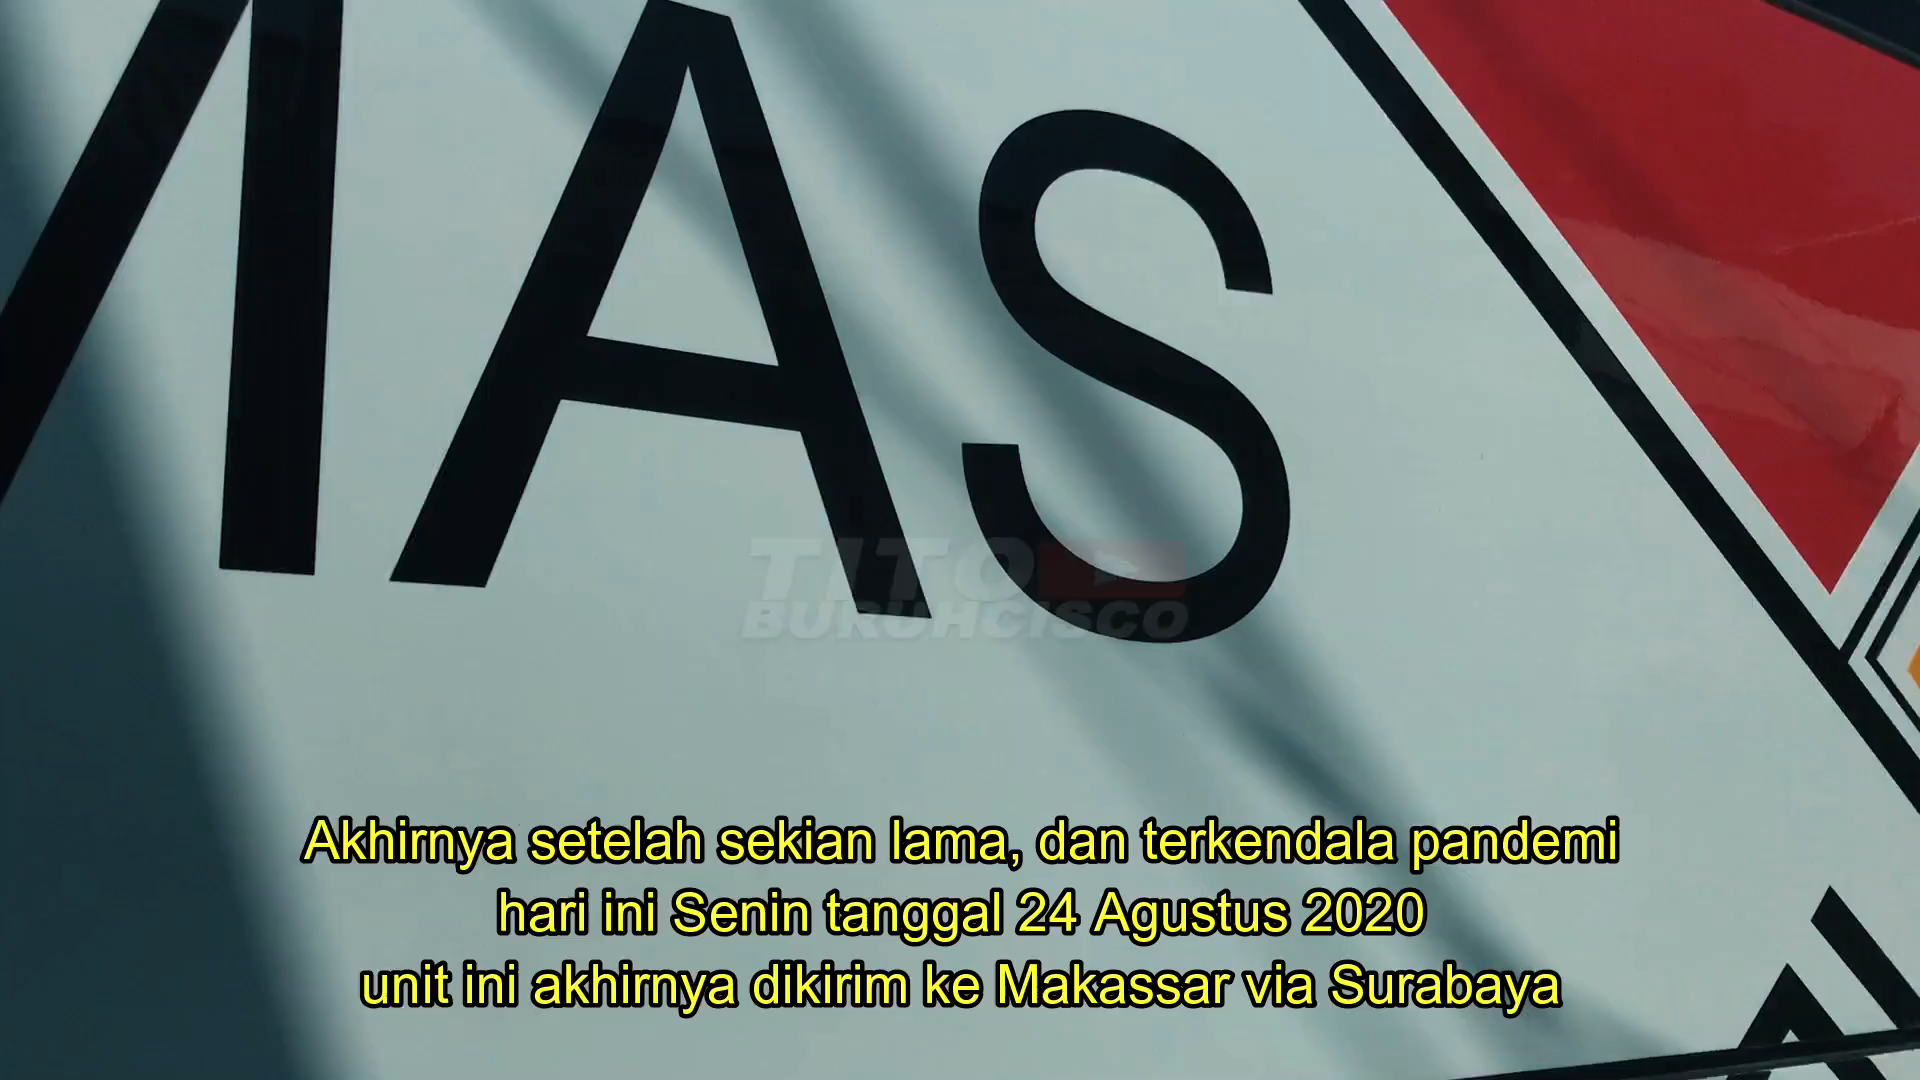 MAS
TITO
BURUHCISCO
Akhirnya setelah sekian lama, dan terkendala pandemi
hari ini Senin tanggal 24 Agustus 2020
unit ini akhirnya dikirim ke Makassar via Surabaya